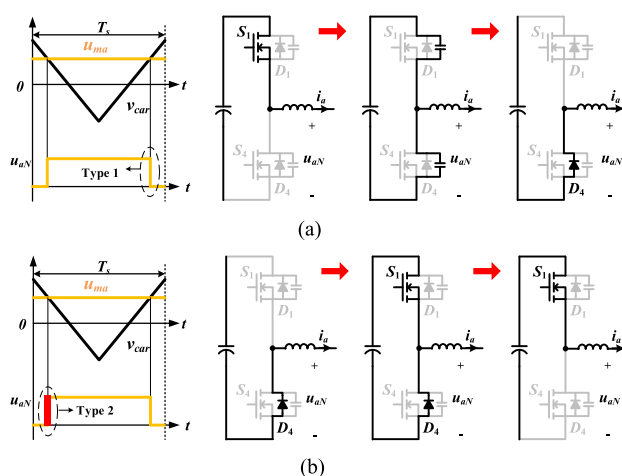 T_s
u_ma
0
t
v_car
u_aN
Type 1
t
S_1
D_1
i_a
+
S_4
u_aN
D_4
-
S_1
D_1
i_a
+
S_4
u_aN
D_4
-
S_1
D_1
i_a
+
S_4
u_aN
D_4
-
(a)
T_s
u_ma
0
t
v_car
u_aN
Type 2
t
S_1
D_1
i_a
+
S_4
u_aN
D_4
-
S_1
D_1
i_a
+
S_4
u_aN
D_4
-
S_1
D_1
i_a
+
S_4
u_aN
D_4
-
(b)